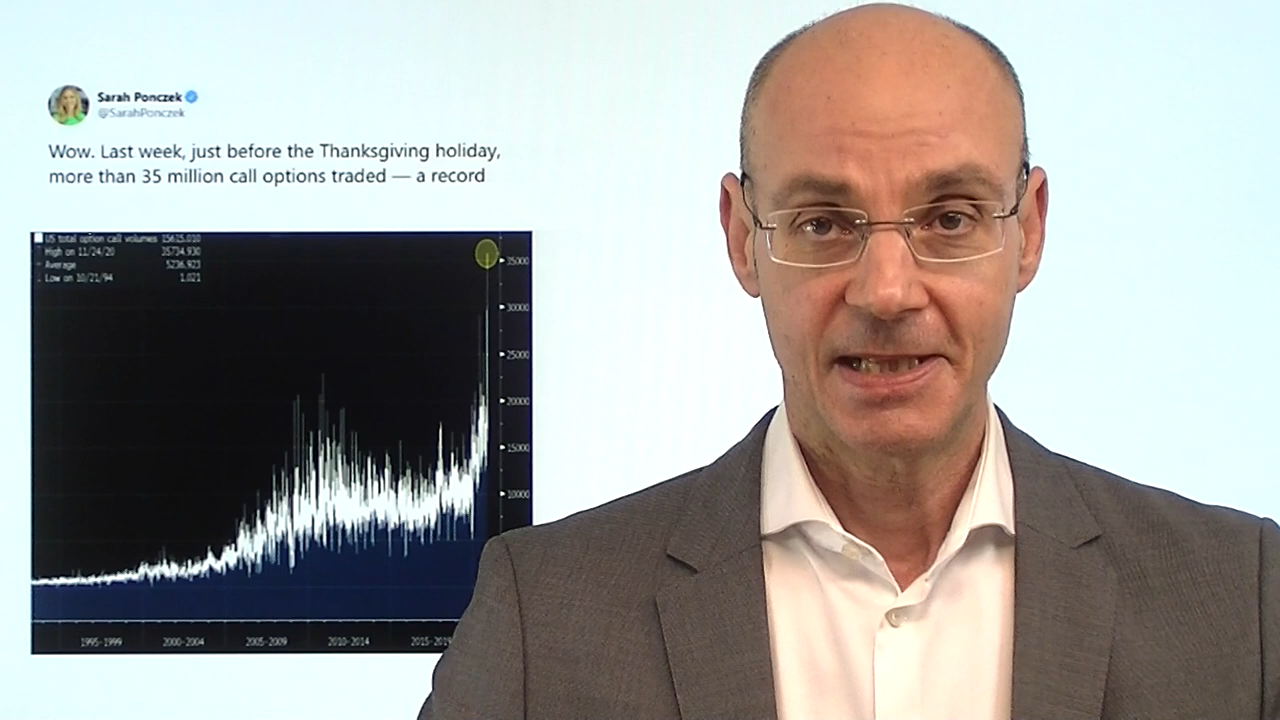 Sarah Ponczek
@SarahPonczek
Wow. Last week, just before the Thanksgiving holiday,
more than 35 million call options traded — a record
US total option call volumes 15615.010
High on 11/24/20 35734.930
Average 5236.923
Low on 10/21/94 1.021
35000
30000
25000
20000
15000
10000
1995-1999 2000-2004 2005-2009 2010-2014 2015-2019